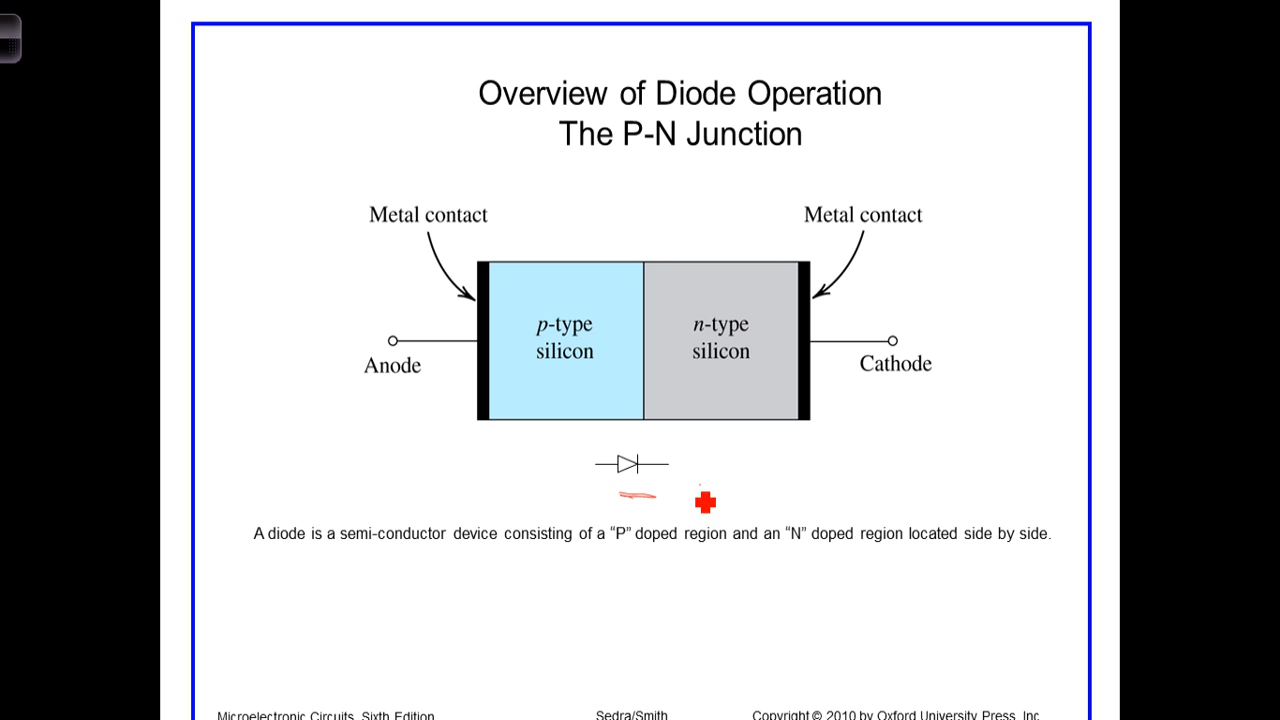 Overview of Diode Operation
The P-N Junction
Metal contact
Metal contact
p-type
silicon
n-type
silicon
Anode
Cathode
A diode is a semi-conductor device consisting of a “P” doped region and an “N” doped region located side by side.
Microelectronic Circuits, Sixth Edition
Sedra/Smith
Copyright © 2010 by Oxford University Press, Inc.